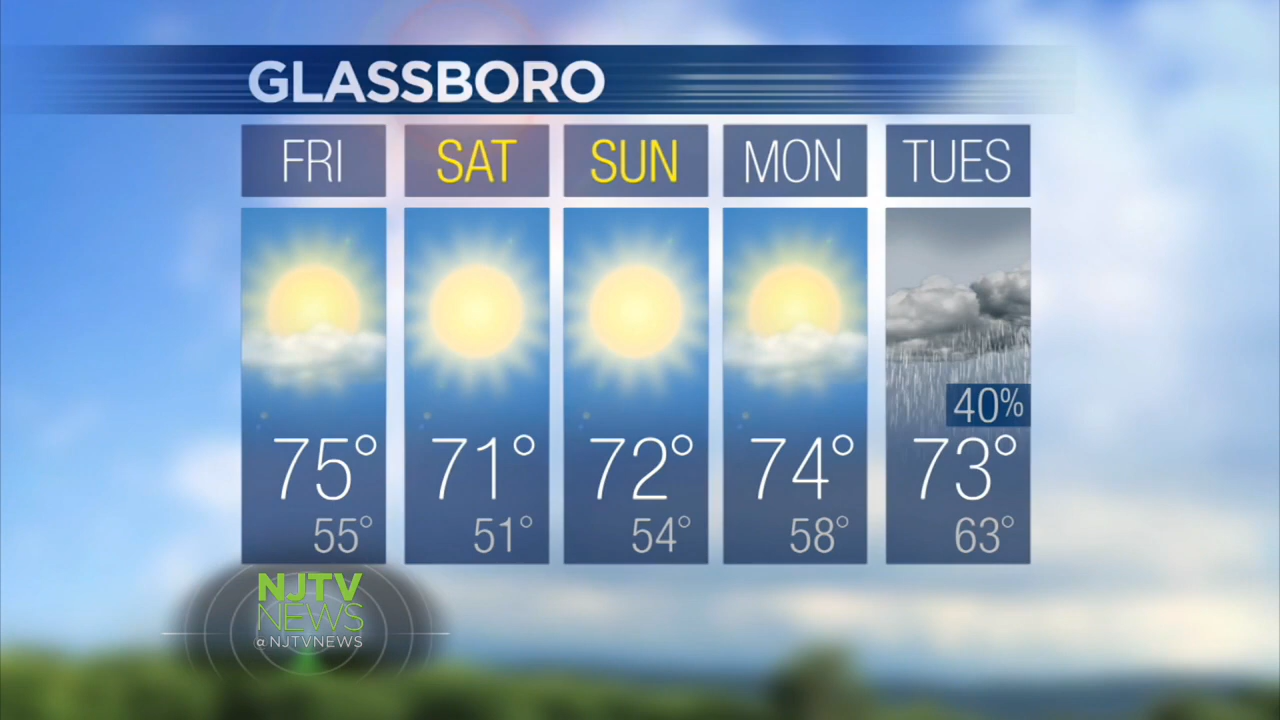 GLASSBORO
FRI SAT SUN MON TUES
40%
75° 71° 72° 74° 73°
55° 51° 54° 58° 63°
NJTV
NEWS
@NJTVNEWS